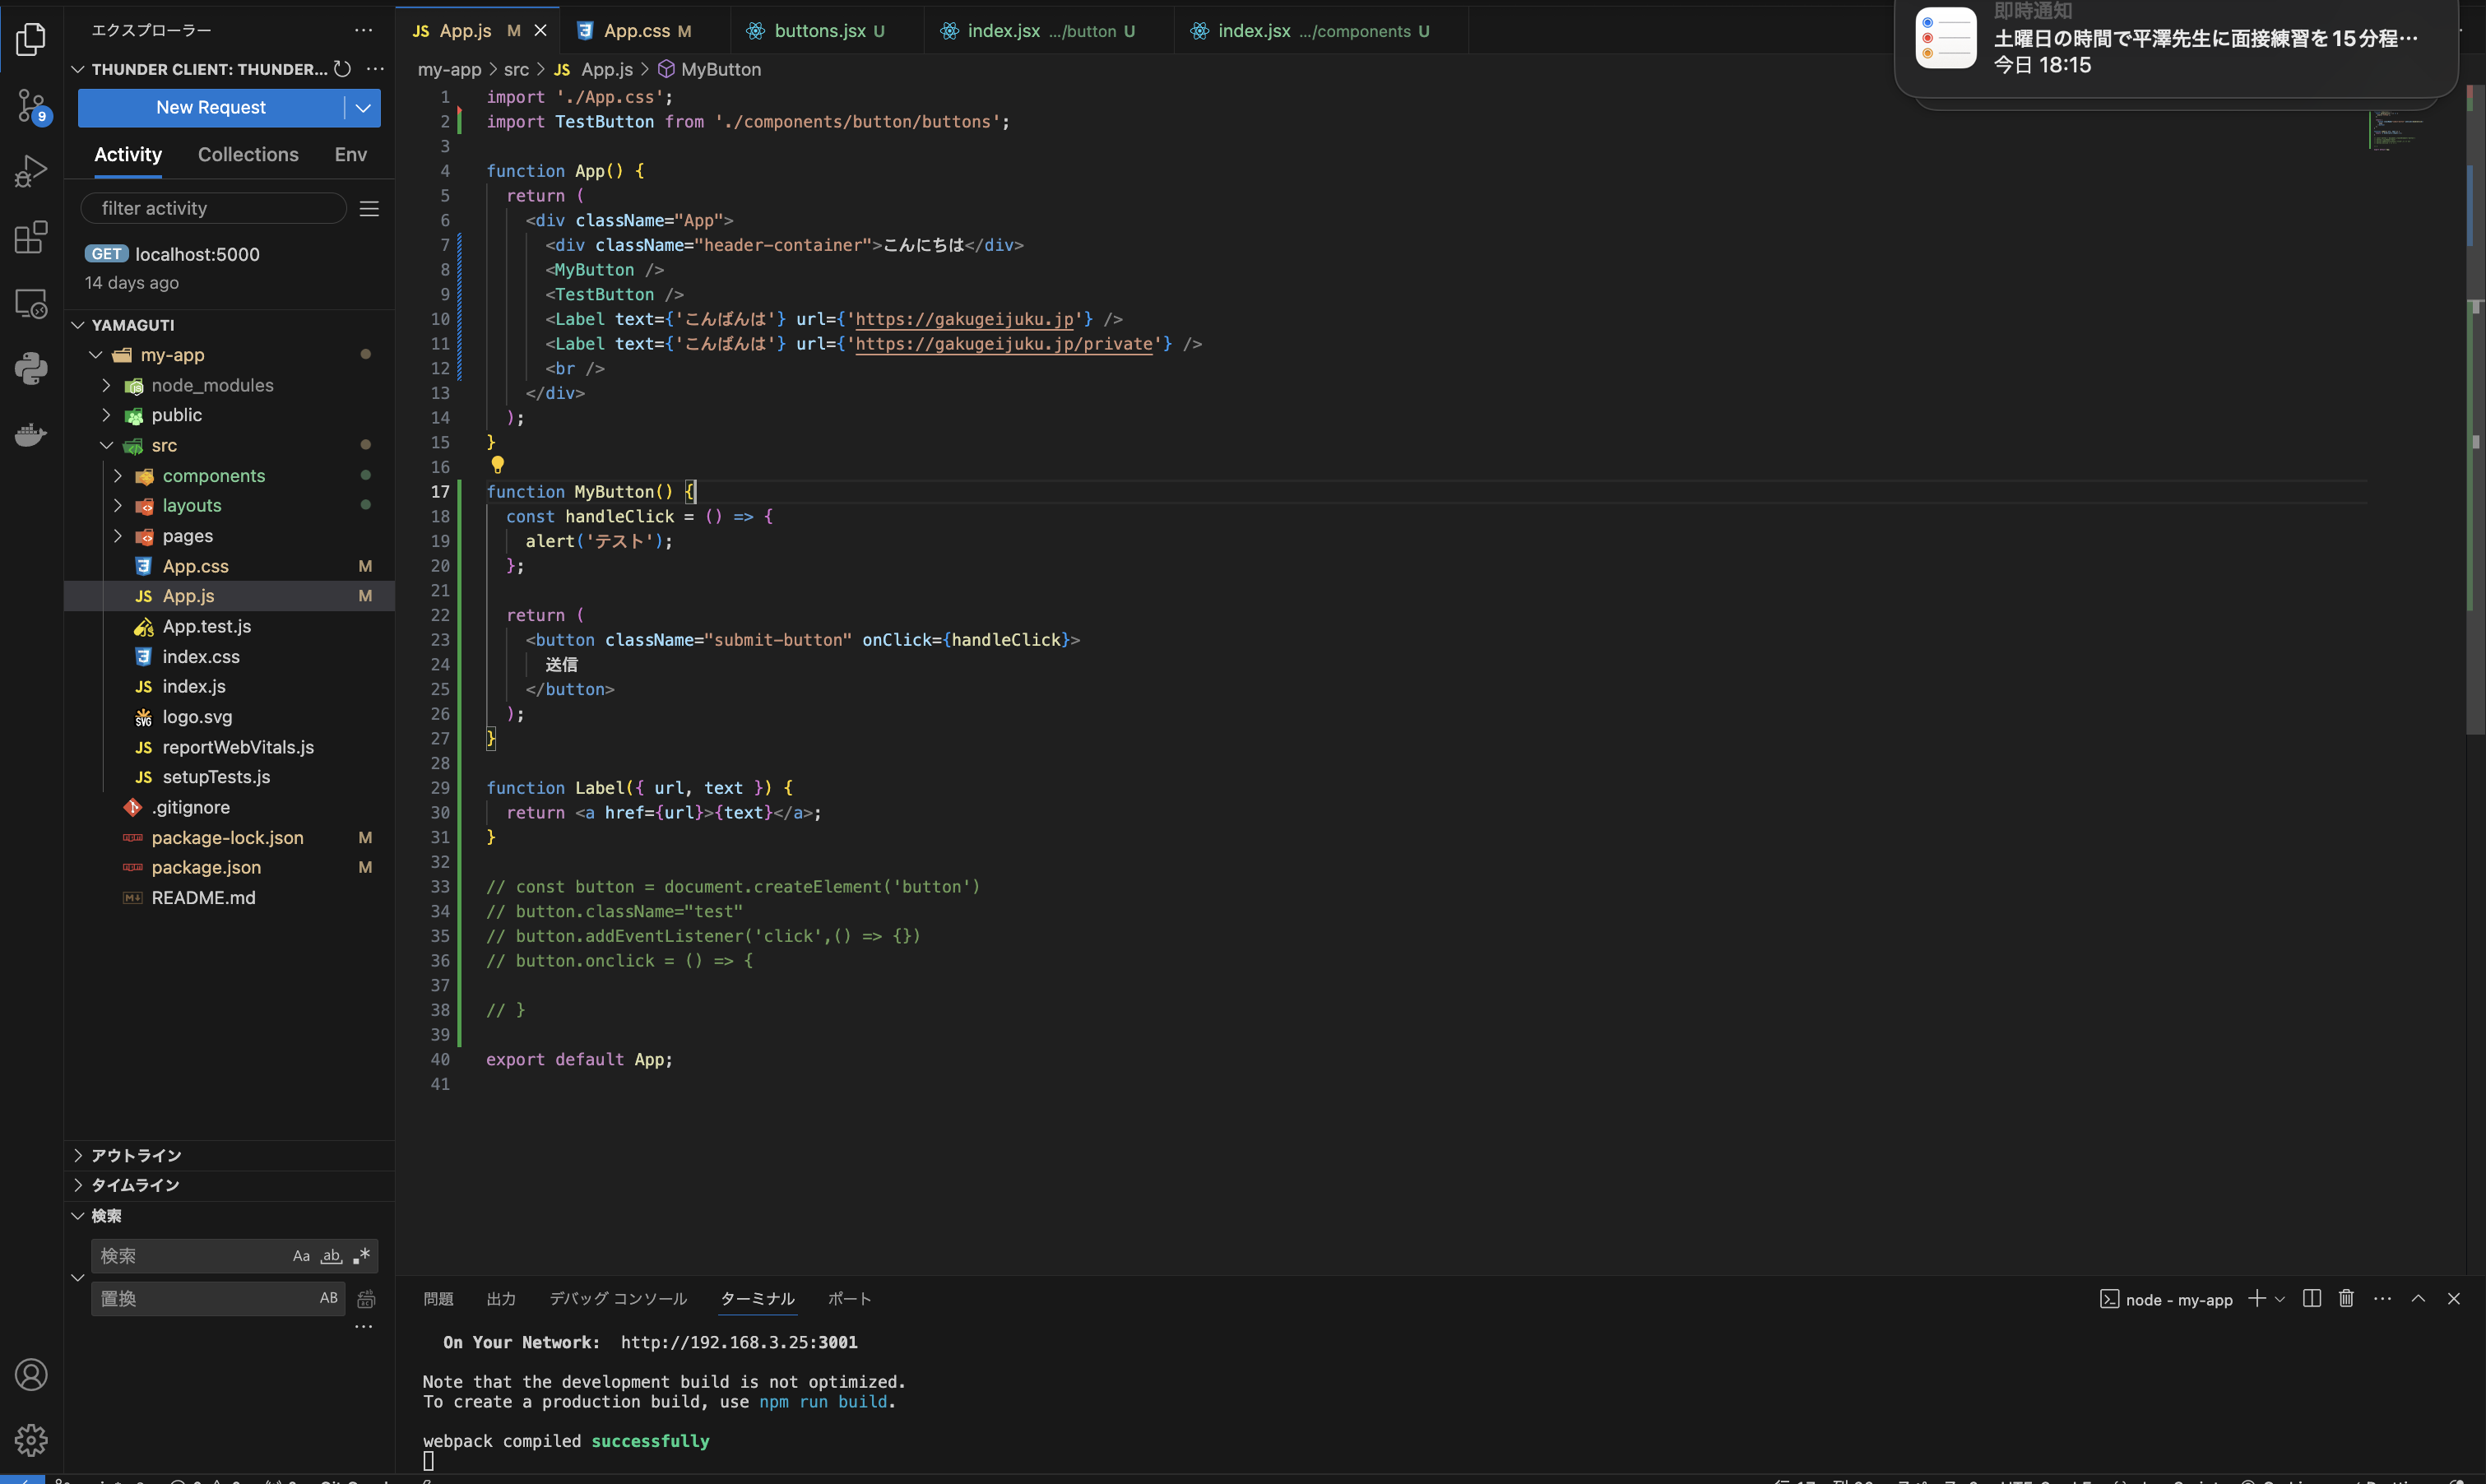 エクスプローラー
THUNDER CLIENT: THUNDER...
New Request
Activity Collections Env
filter activity
GET localhost:5000
14 days ago
YAMAGUTI
my-app
node_modules
public
src
components
layouts
pages
App.css M
JS App.js M
App.test.js
index.css
JS index.js
SVG logo.svg
JS reportWebVitals.js
JS setupTests.js
.gitignore
package-lock.json M
package.json M
README.md
アウトライン
タイムライン
検索
検索 Aa ab .*
置換 AB
9
JS App.js M
App.css M
buttons.jsx U
index.jsx .../button U
index.jsx .../components U
即時通知
土曜日の時間で平澤先生に面接練習を15分程…
今日 18:15
my-app > src > JS App.js > MyButton
1 import './App.css';
2 import TestButton from './components/button/buttons';
3
4 function App() {
5 return (
6 <div className="App">
7 <div className="header-container">こんにちは</div>
8 <MyButton />
9 <TestButton />
10 <Label text={'こんばんは'} url={'https://gakugeijuku.jp'} />
11 <Label text={'こんばんは'} url={'https://gakugeijuku.jp/private'} />
12 <br />
13 </div>
14 );
15 }
16
17 function MyButton() {
18 const handleClick = () => {
19 alert('テスト');
20 };
21
22 return (
23 <button className="submit-button" onClick={handleClick}>
24 送信
25 </button>
26 );
27 }
28
29 function Label({ url, text }) {
30 return <a href={url}>{text}</a>;
31 }
32
33 // const button = document.createElement('button')
34 // button.className="test"
35 // button.addEventListener('click',() => {})
36 // button.onclick = () => {
37
38 // }
39
40 export default App;
41
問題 出力 デバッグ コンソール ターミナル ポート
node - my-app
On Your Network: http://192.168.3.25:3001
Note that the development build is not optimized.
To create a production build, use npm run build.
webpack compiled successfully